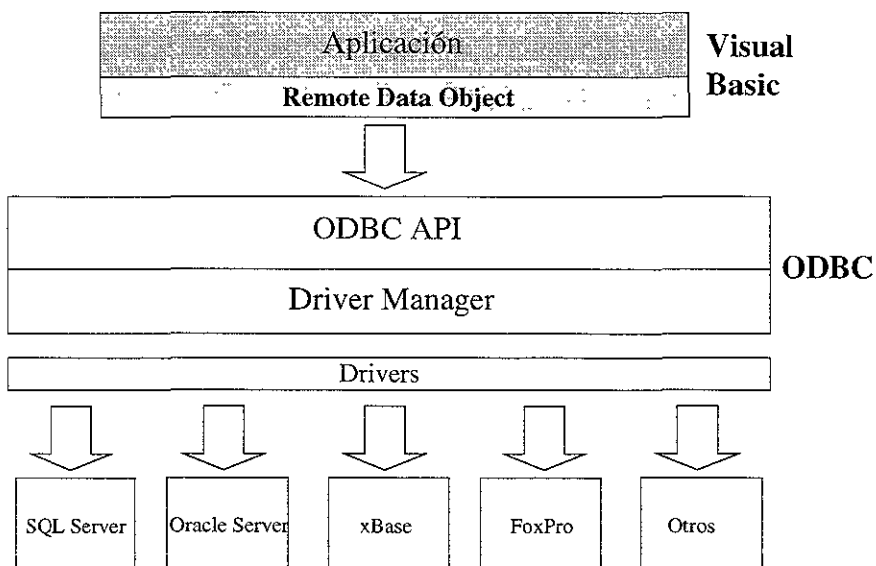 Aplicación
Visual
Basic
Remote Data Object
ODBC API
ODBC
Driver Manager
Drivers
SQL Server
Oracle Server
xBase
FoxPro
Otros